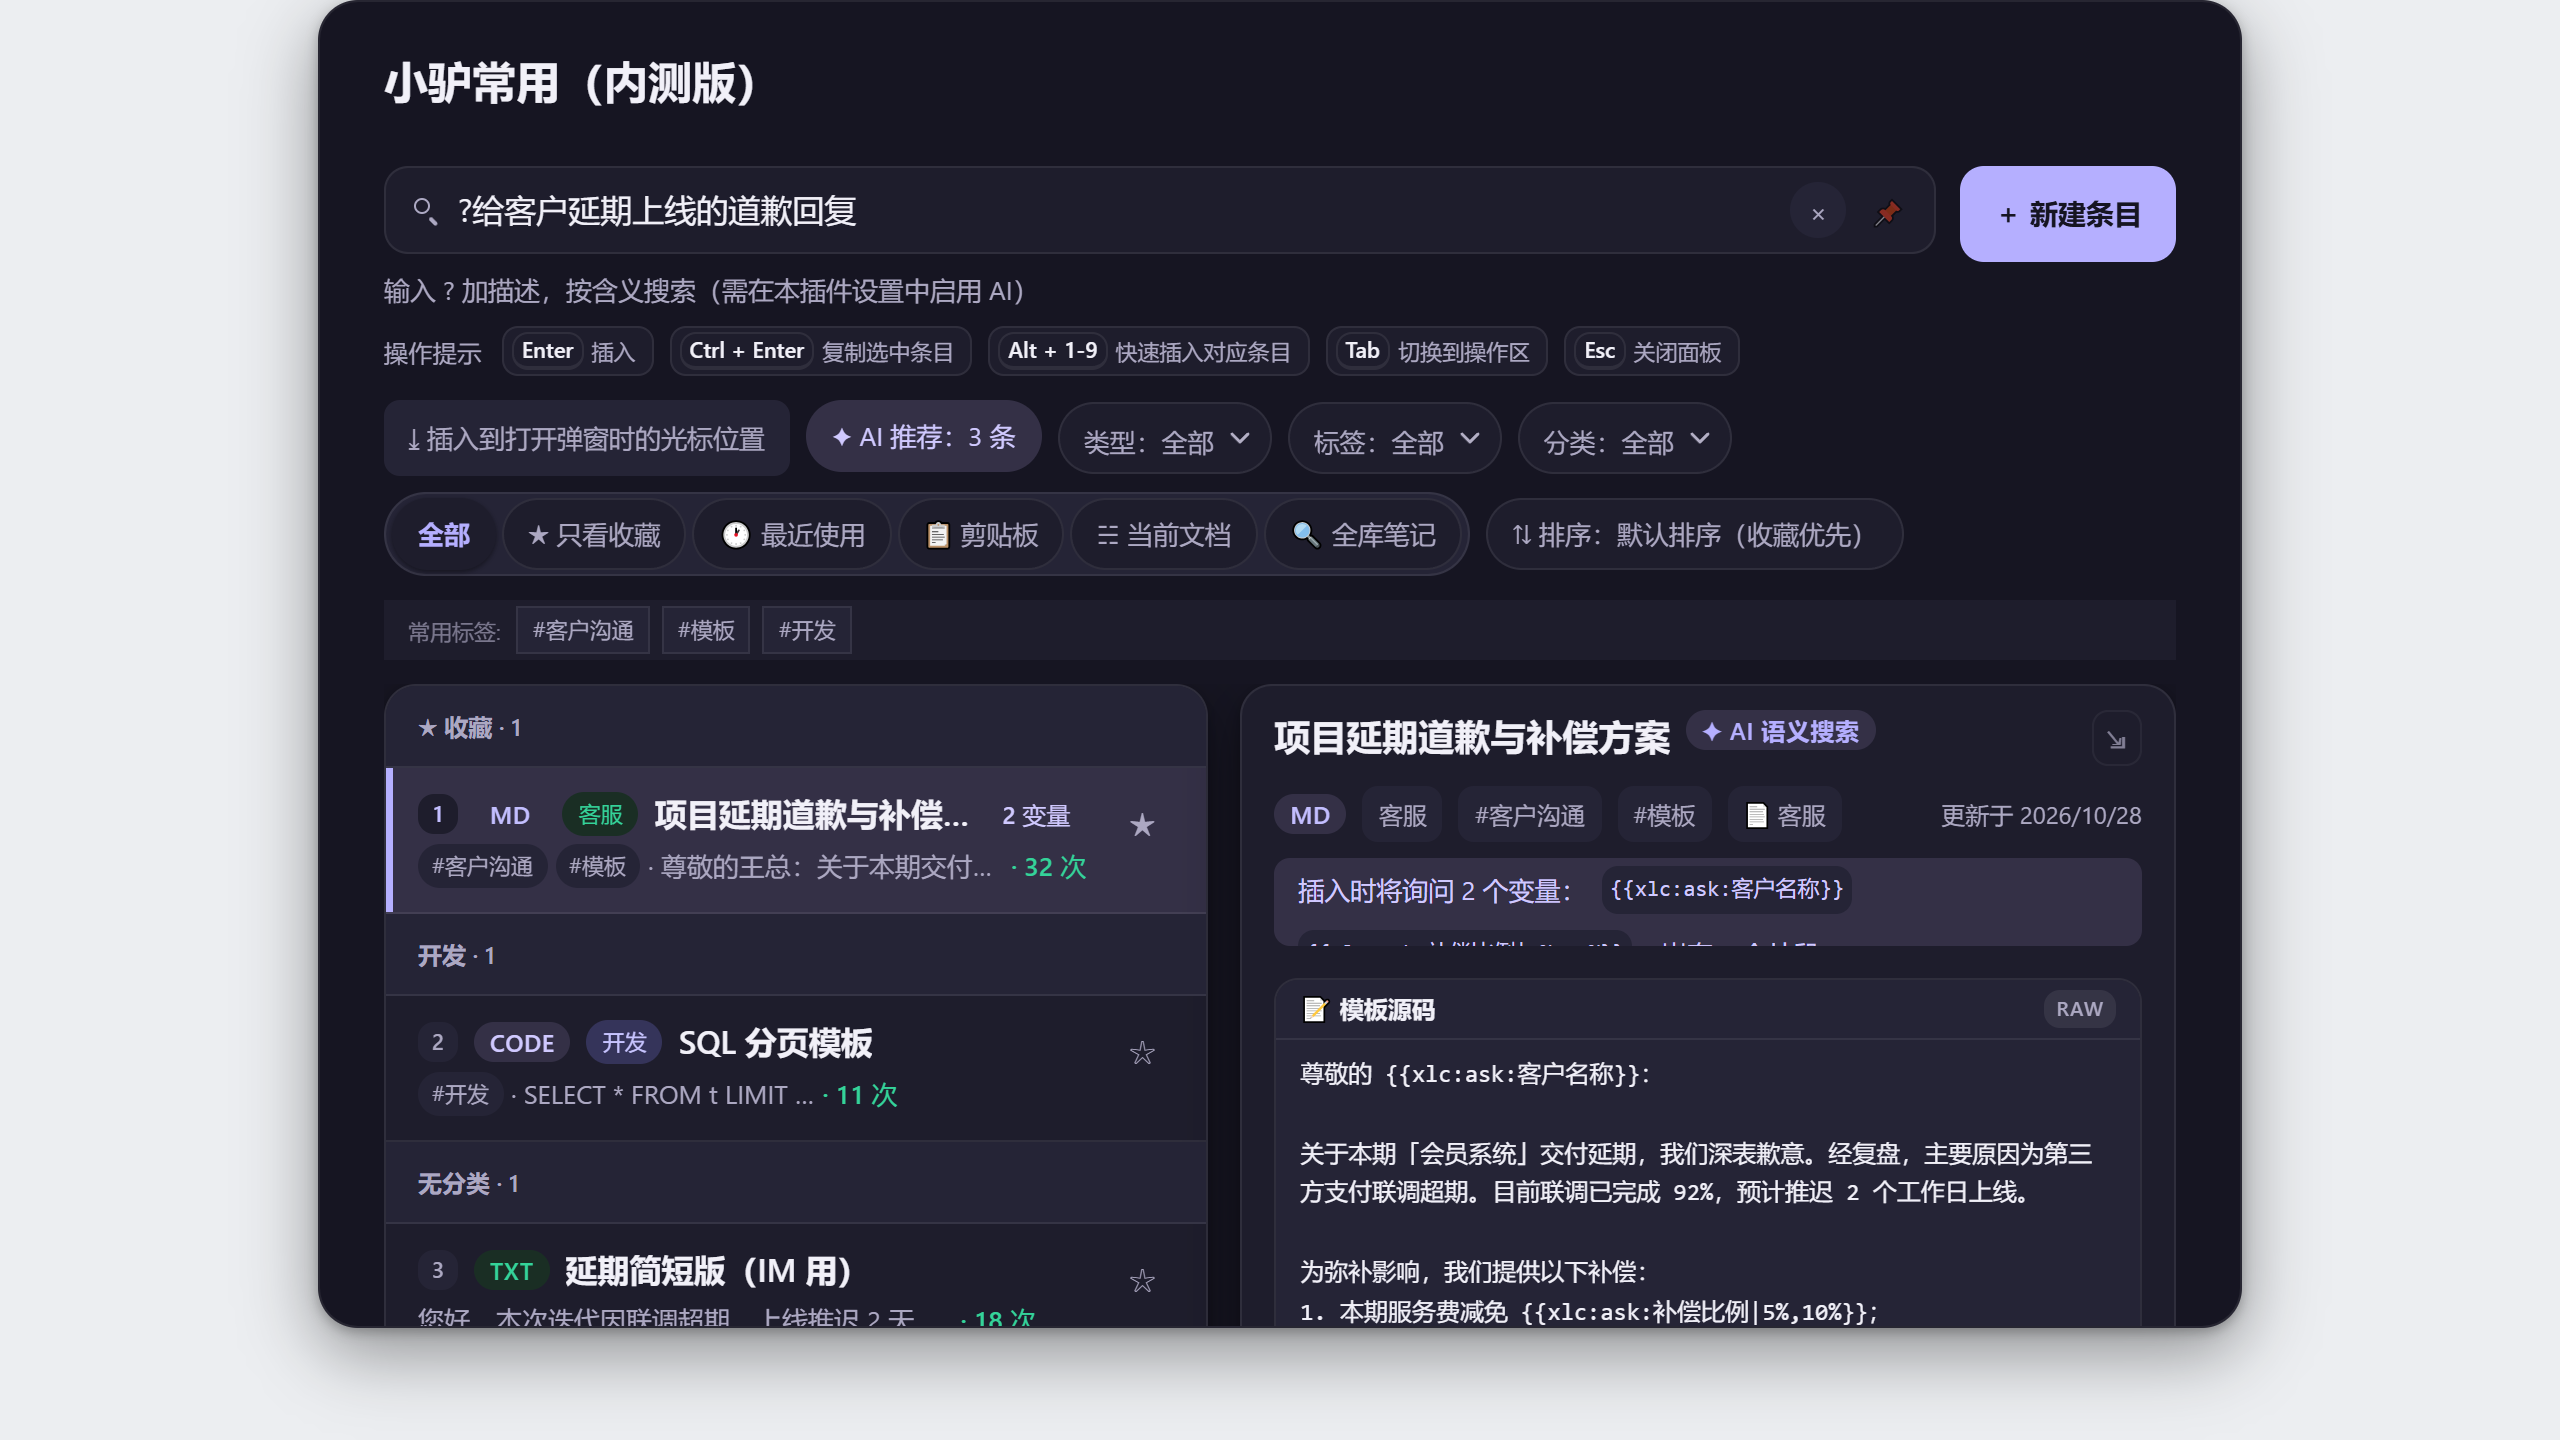 小驴常用（内测版）
?给客户延期上线的道歉回复
+ 新建条目
输入 ? 加描述，按含义搜索（需在本插件设置中启用 AI）
操作提示 Enter 插入 Ctrl + Enter 复制选中条目 Alt + 1-9 快速插入对应条目 Tab 切换到操作区 Esc 关闭面板
插入到打开弹窗时的光标位置 AI 推荐：3 条 类型：全部 标签：全部 分类：全部
全部 ★ 只看收藏 最近使用 剪贴板 当前文档 全库笔记 排序：默认排序（收藏优先）
常用标签: #客户沟通 #模板 #开发
★ 收藏 · 1
1 MD 客服 项目延期道歉与补偿... 2 变量
#客户沟通 #模板 · 尊敬的王总：关于本期交付... · 32 次
开发 · 1
2 CODE 开发 SQL 分页模板
#开发 · SELECT * FROM t LIMIT ... · 11 次
无分类 · 1
3 TXT 延期简短版（IM 用）
您好，本次迭代因联调超期，上线推迟 2 天 · 18 次
项目延期道歉与补偿方案 AI 语义搜索
MD 客服 #客户沟通 #模板 客服 更新于 2026/10/28
插入时将询问 2 个变量： {{xlc:ask:客户名称}}
模板源码 RAW
尊敬的 {{xlc:ask:客户名称}}：
关于本期「会员系统」交付延期，我们深表歉意。经复盘，主要原因为第三
方支付联调超期。目前联调已完成 92%，预计推迟 2 个工作日上线。
为弥补影响，我们提供以下补偿：
1. 本期服务费减免 {{xlc:ask:补偿比例|5%,10%}}；